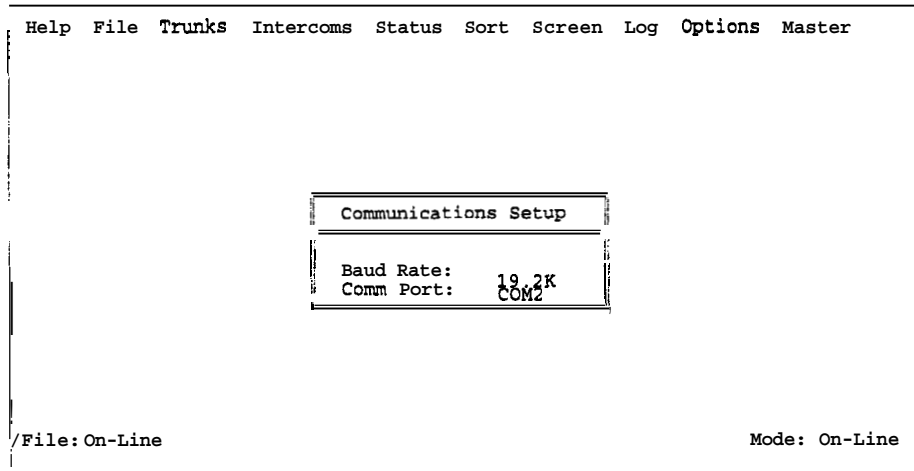 Help File Trunks Intercoms Status Sort Screen Log Options Master
Communications Setup
Baud Rate: 19.2K
Comm Port: COM2
/File: On-Line Mode: On-Line